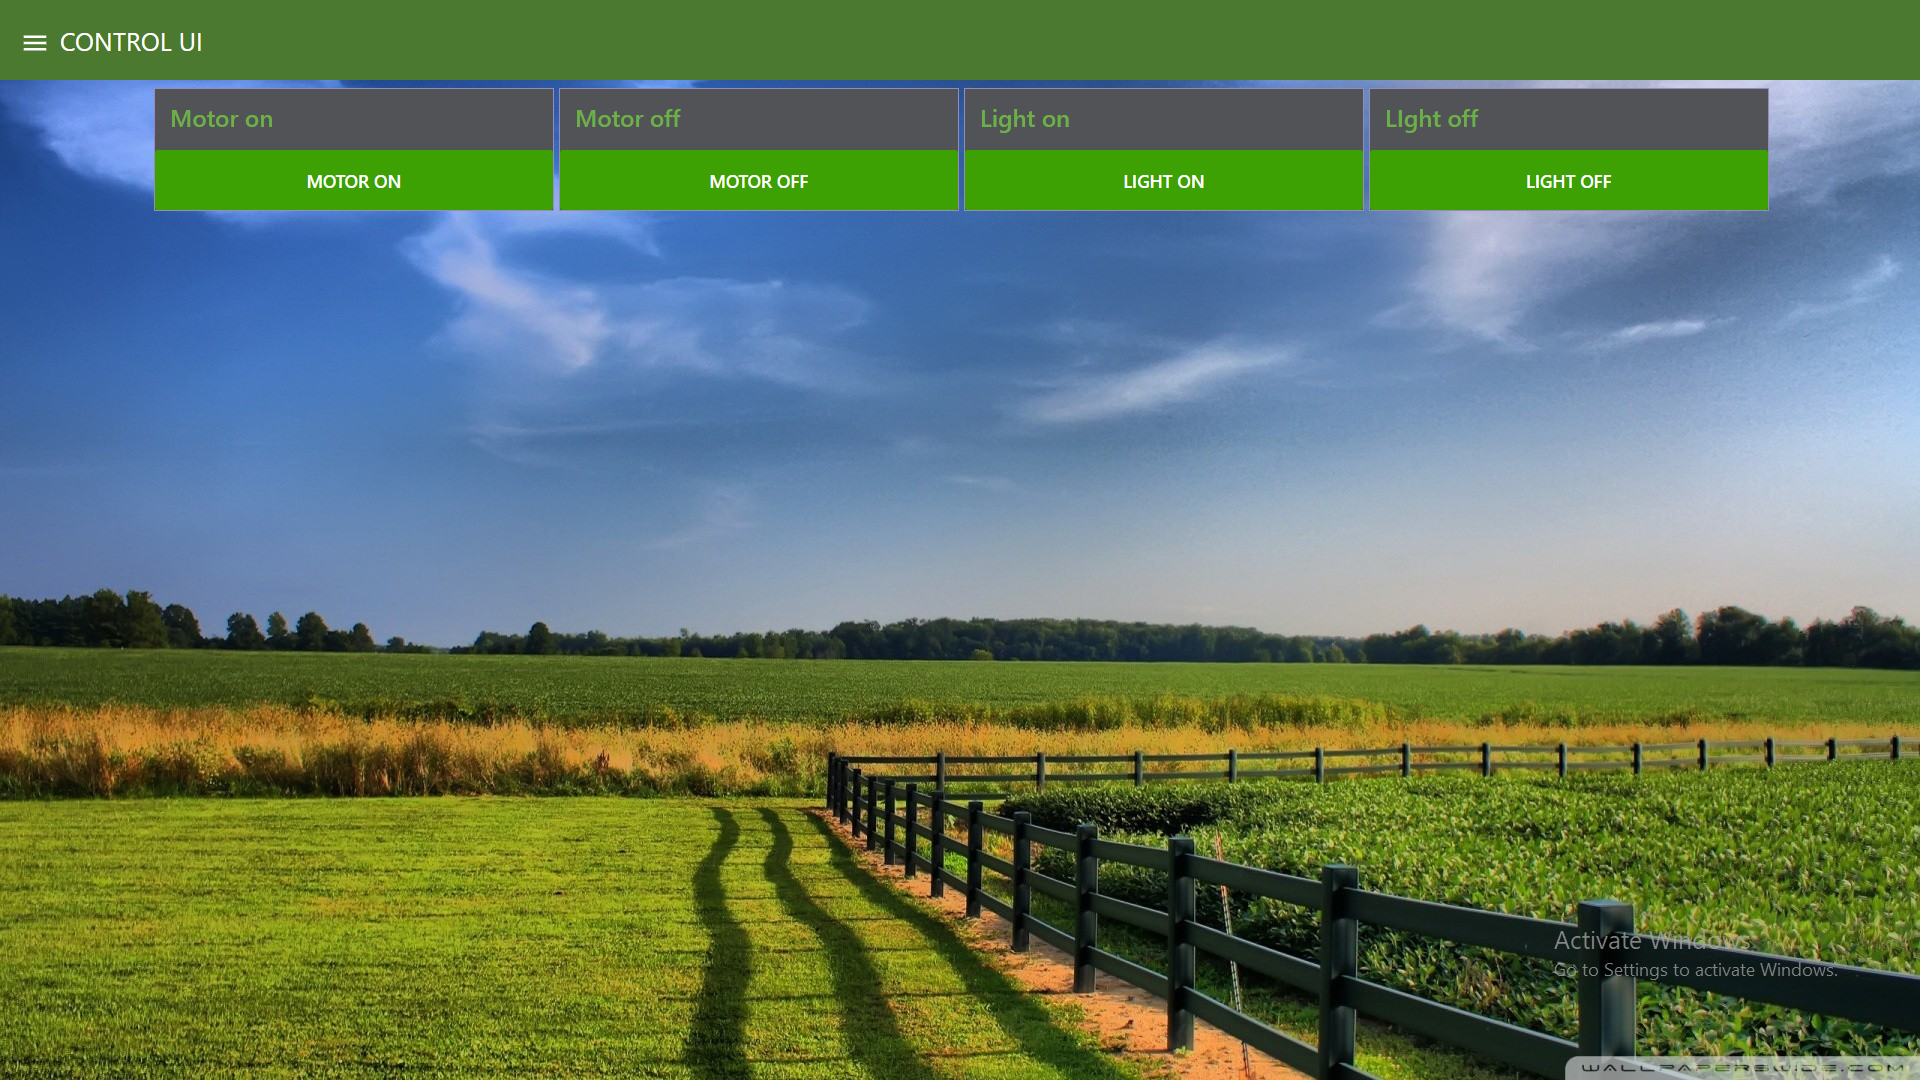 CONTROL UI
Motor on
Motor off
Light on
LIght off
MOTOR ON
MOTOR OFF
LIGHT ON
LIGHT OFF
Activate Windows
Go to Settings to activate Windows.
WALLPAPERSWIDE.COM